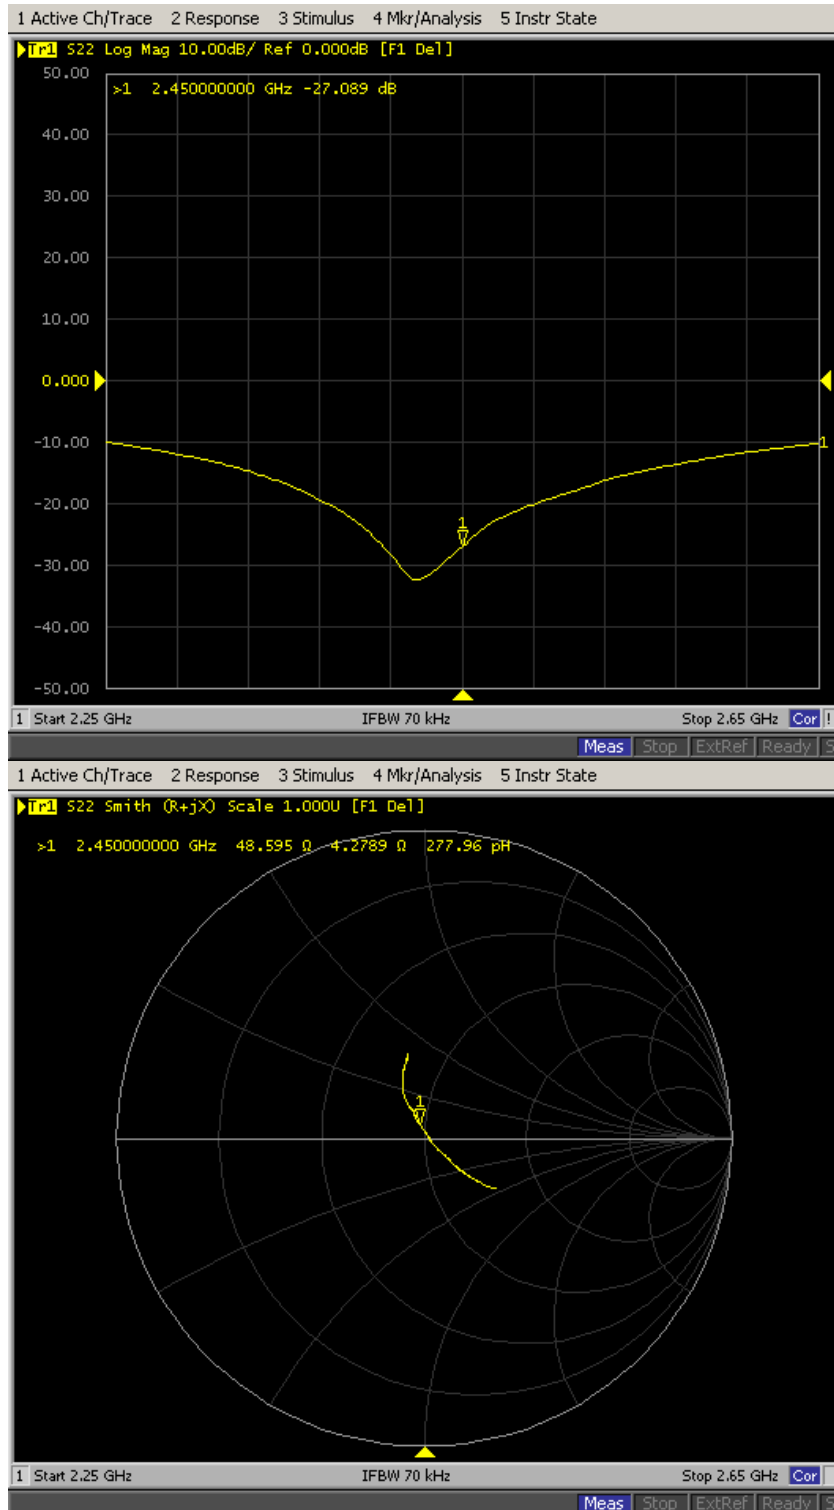 1 Active Ch/Trace 2 Response 3 Stimulus 4 Mkr/Analysis 5 Instr State
Tr1 S22 Log Mag 10.00dB/ Ref 0.000dB [F1 Del]
50.00
>1 2.450000000 GHz -27.089 dB
40.00
30.00
20.00
10.00
0.000
-10.00
1
-20.00
1
-30.00
-40.00
-50.00
1 Start 2.25 GHz IFBW 70 kHz Stop 2.65 GHz Cor !
Meas Stop ExtRef Ready S
1 Active Ch/Trace 2 Response 3 Stimulus 4 Mkr/Analysis 5 Instr State
Tr1 S22 Smith (R+jX) Scale 1.000U [F1 Del]
>1 2.450000000 GHz 48.595 Ω 4.2789 Ω 277.96 pH
1
1 Start 2.25 GHz IFBW 70 kHz Stop 2.65 GHz Cor
Meas Stop ExtRef Ready S